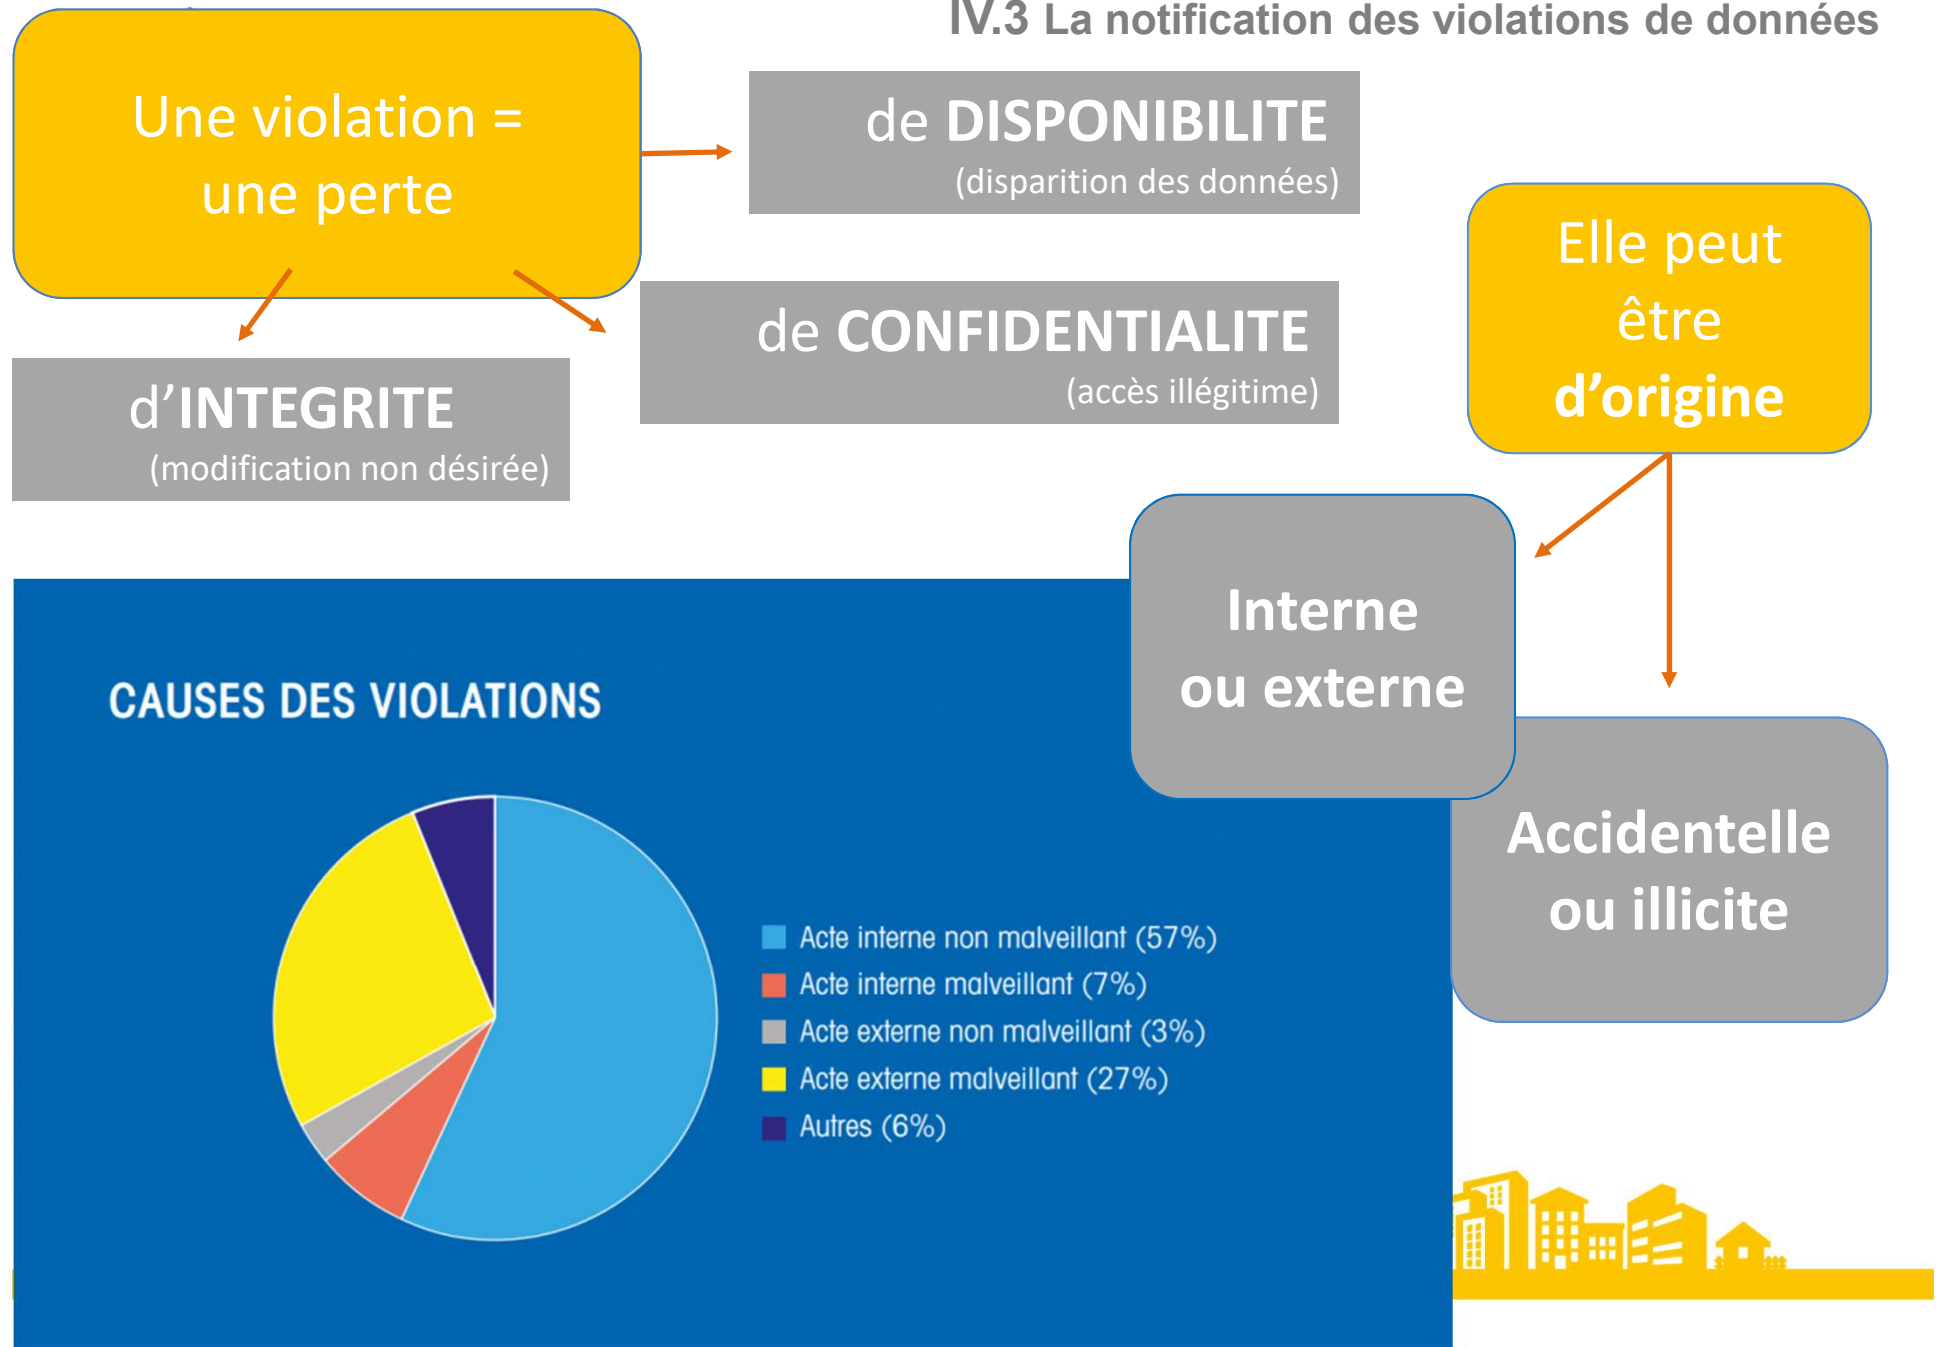 IV.3 La notification des violations de données
Une violation =
une perte
de DISPONIBILITE
(disparition des données)
de CONFIDENTIALITE
(accès illégitime)
d’INTEGRITE
(modification non désirée)
Elle peut
être
d’origine
Interne
ou externe
Accidentelle
ou illicite
CAUSES DES VIOLATIONS
Acte interne non malveillant (57%)
Acte interne malveillant (7%)
Acte externe non malveillant (3%)
Acte externe malveillant (27%)
Autres (6%)